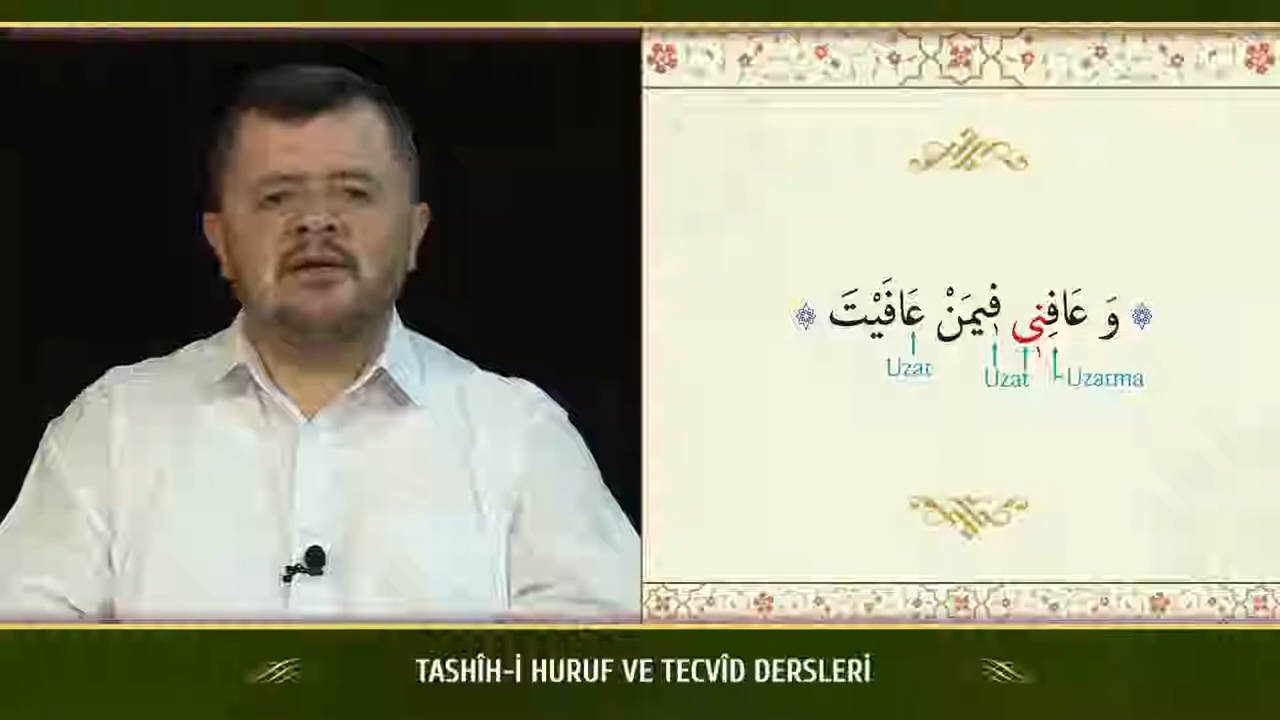 وَ عَافِنِي فِيمَنْ عَافَيْتَ
Uzat Uzat Uzatma
TASHÎH-İ HURUF VE TECVÎD DERSLERİ